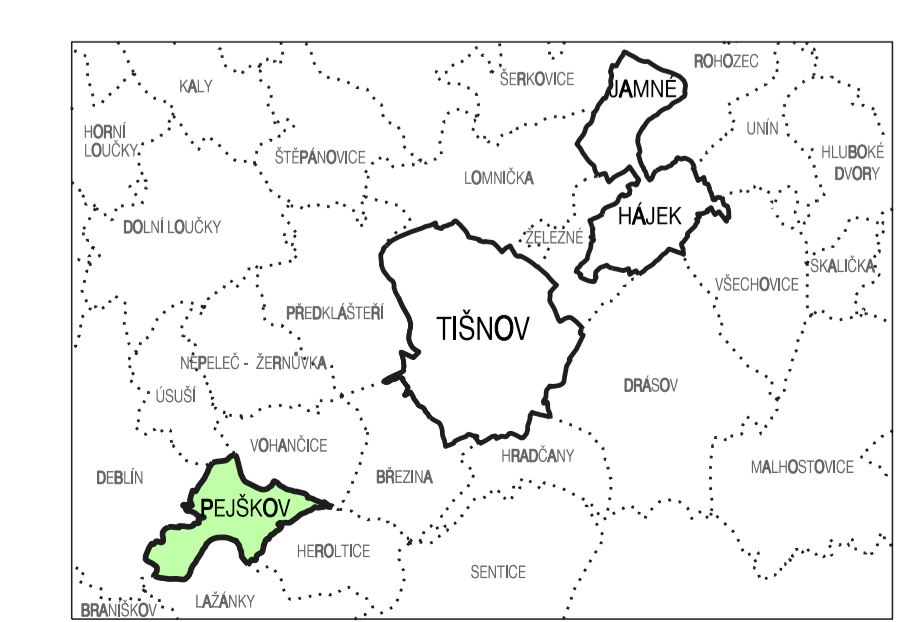 ROHOZEC
ŠERKOVICE
KALY
JAMNÉ
HORNÍ
LOUČKY
UNÍN
HLUBOKÉ
DVORY
ŠTĚPÁNOVICE
LOMNIČKA
DOLNÍ LOUČKY
HÁJEK
ŽELEZNÉ
SKALIČKA
VŠECHOVICE
PŘEDKLÁŠTEŘÍ
TIŠNOV
NEPELEČ - ŽERNŮVKA
DRÁSOV
ÚSUŠÍ
VOHANČICE
HRADČANY
MALHOSTOVICE
DEBLÍN
BŘEZINA
PEJŠKOV
HEROLTICE
SENTICE
LAŽÁNKY
BRANIŠKOV